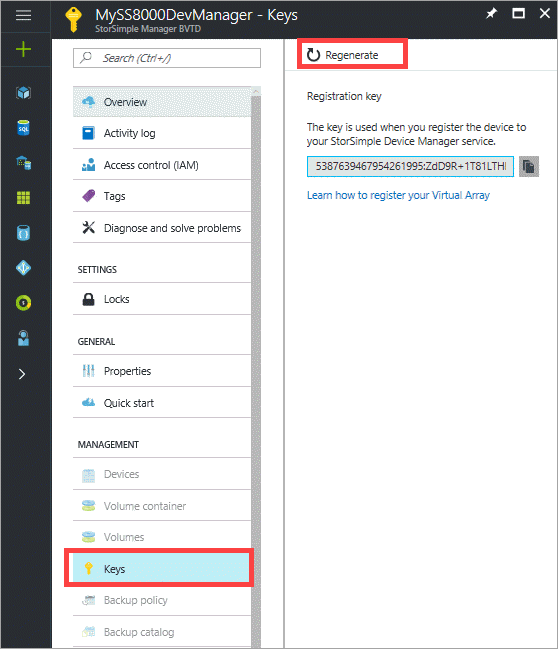 MySS8000DevManager - Keys
StorSimple Manager BVTD
Search (Ctrl+/)
Overview
Activity log
Access control (IAM)
Tags
Diagnose and solve problems
SETTINGS
Locks
GENERAL
Properties
Quick start
MANAGEMENT
Devices
Volume container
Volumes
Keys
Backup policy
Backup catalog
Regenerate
Registration key
The key is used when you register the device to
your StorSimple Device Manager service.
5387639467954261995:ZdD9R+1T81LTH
Learn how to register your Virtual Array